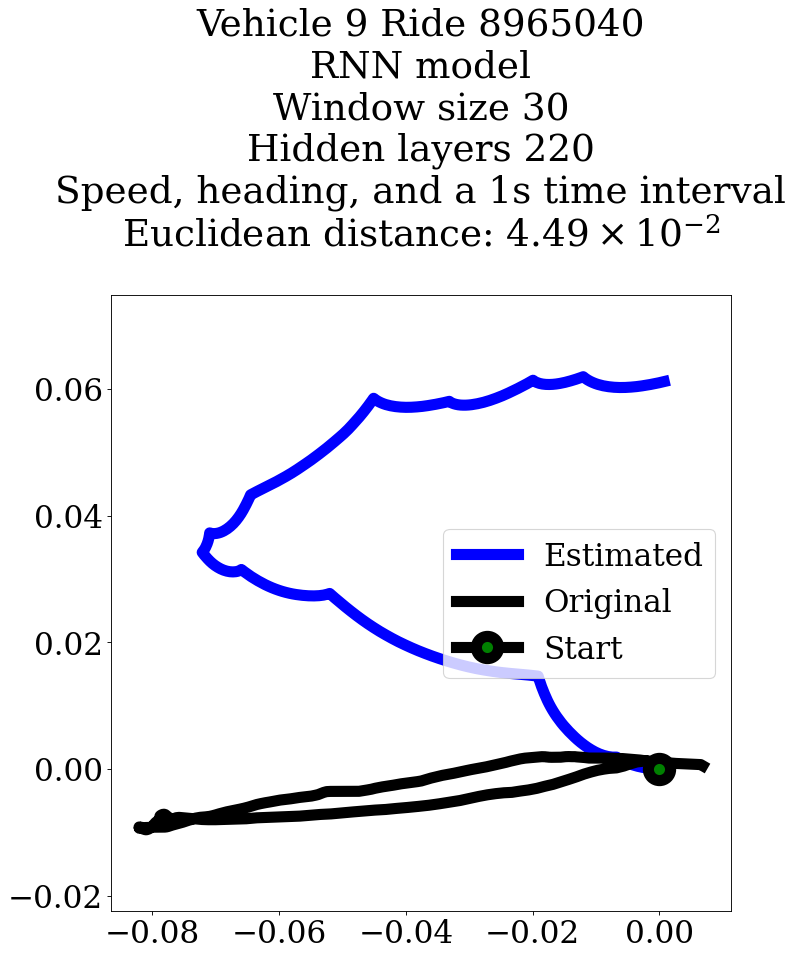 Vehicle 9 Ride 8965040
RNN model
Window size 30
Hidden layers 220
Speed, heading, and a 1s time interval
Euclidean distance: 4.49 × 10⁻²
0.06
0.04
0.02
0.00
−0.02
Estimated
Original
Start
−0.08 −0.06 −0.04 −0.02 0.00